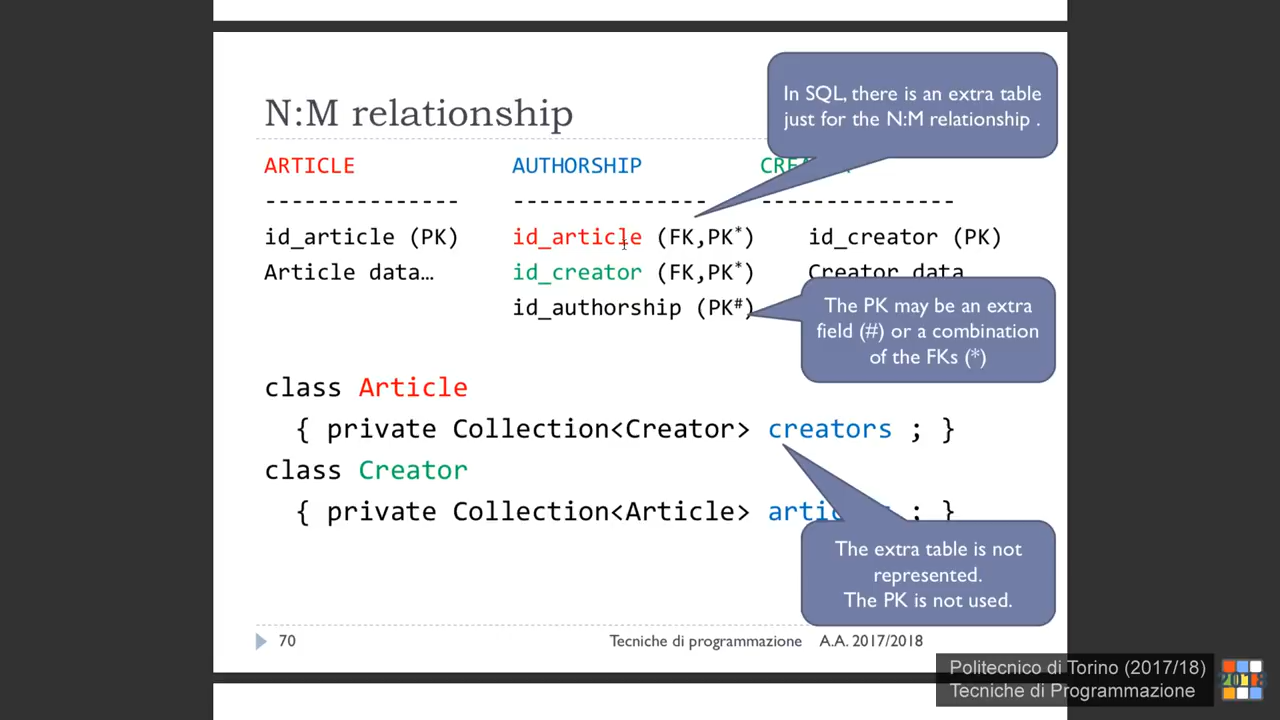 N:M relationship
In SQL, there is an extra table
just for the N:M relationship .
ARTICLE AUTHORSHIP
--------------- --------------- ---------------
id_article (PK) id_article (FK,PK*) id_creator (PK)
Article data… id_creator (FK,PK*) Creator data
id_authorship (PK#)
The PK may be an extra
field (#) or a combination
of the FKs (*)
class Article
{ private Collection<Creator> creators ; }
class Creator
{ private Collection<Article> ; }
The extra table is not
represented.
The PK is not used.
70 Tecniche di programmazione A.A. 2017/2018
Politecnico di Torino (2017/18)
Tecniche di Programmazione
2018